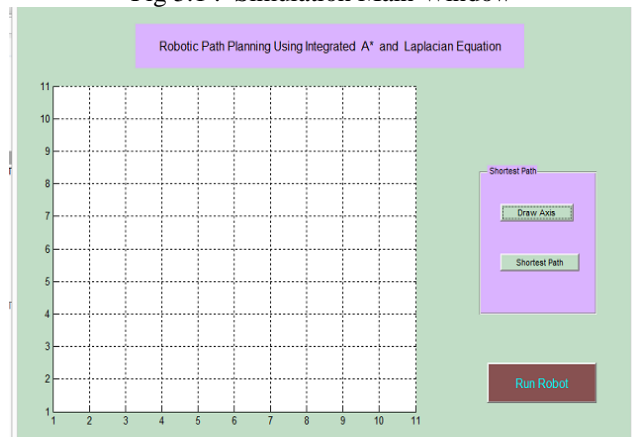 Robotic Path Planning Using Integrated A* and Laplacian Equation
11
10
9
8
7
6
5
4
3
2
1
1 2 3 4 5 6 7 8 9 10 11
Shortest Path
Draw Axis
Shortest Path
Run Robot